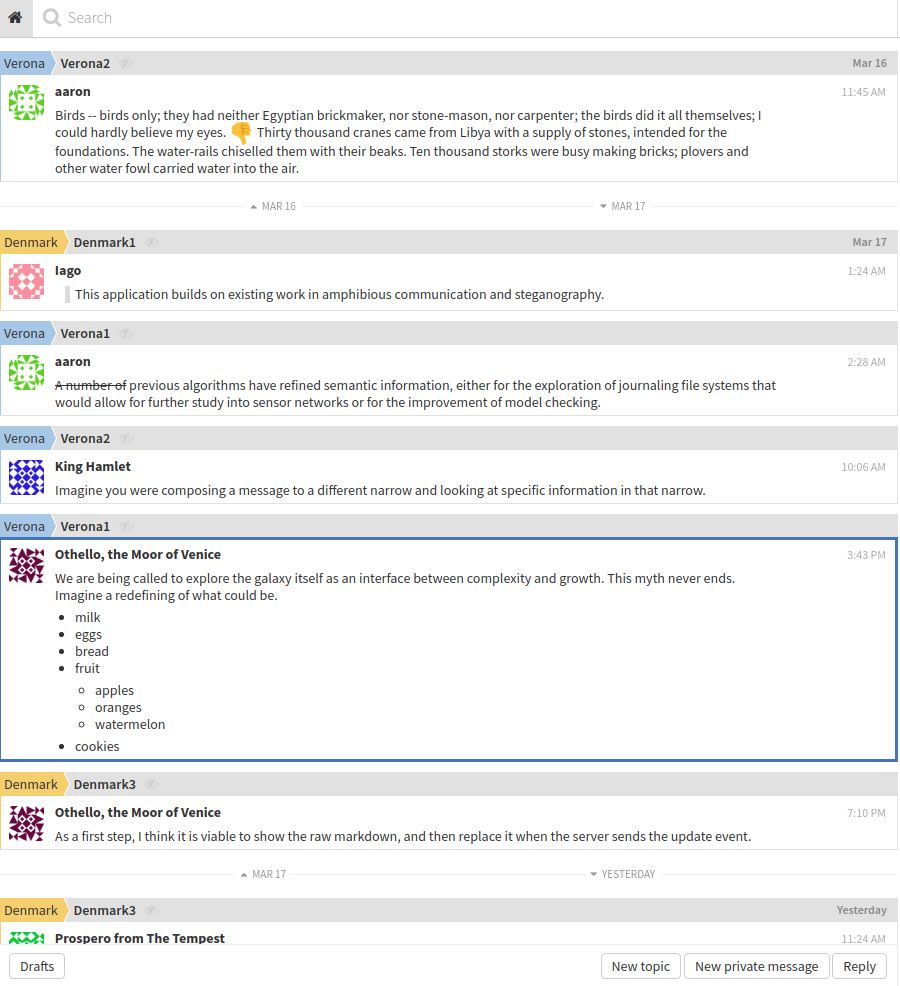 Search
Verona Verona2 Mar 16
aaron 11:45 AM
Birds -- birds only; they had neither Egyptian brickmaker, nor stone-mason, nor carpenter; the birds did it all themselves; I
could hardly believe my eyes. 👎 Thirty thousand cranes came from Libya with a supply of stones, intended for the
foundations. The water-rails chiselled them with their beaks. Ten thousand storks were busy making bricks; plovers and
other water fowl carried water into the air.
MAR 16 MAR 17
Denmark Denmark1 Mar 17
Iago 1:24 AM
This application builds on existing work in amphibious communication and steganography.
Verona Verona1
aaron 2:28 AM
A number of previous algorithms have refined semantic information, either for the exploration of journaling file systems that
would allow for further study into sensor networks or for the improvement of model checking.
Verona Verona2
King Hamlet 10:06 AM
Imagine you were composing a message to a different narrow and looking at specific information in that narrow.
Verona Verona1
Othello, the Moor of Venice 3:43 PM
We are being called to explore the galaxy itself as an interface between complexity and growth. This myth never ends.
Imagine a redefining of what could be.
• milk
• eggs
• bread
• fruit
◦ apples
◦ oranges
◦ watermelon
• cookies
Denmark Denmark3
Othello, the Moor of Venice 7:10 PM
As a first step, I think it is viable to show the raw markdown, and then replace it when the server sends the update event.
MAR 17 YESTERDAY
Denmark Denmark3 Yesterday
Prospero from The Tempest 11:24 AM
Drafts New topic New private message Reply